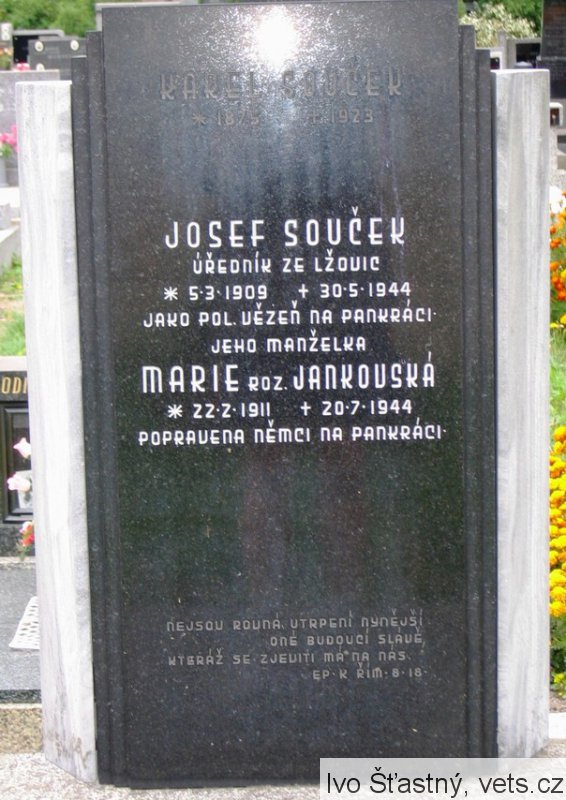 KAREL SOUČEK
* 1875 1923
JOSEF SOUČEK
ÚŘEDNÍK ZE LŽOVIC
* 5·3·1909 + 30·5·1944
JAKO POL. VĚZEŇ NA PANKRÁCI·
JEHO MANŽELKA
MARIE ROZ. JANKOVSKÁ
* 22·2·1911 + 20·7·1944
POPRAVENA NĚMCI NA PANKRÁCI·
NEJSOU ROVNÁ UTRPENÍ NYNĚJŠÍ
ONÉ BUDOUCÍ SLÁVĚ,
KTERÁŽ SE ZJEVITI MÁ NA NÁS.
EP· K ŘÍM· 8·18·
Ivo Šťastný, vets.cz